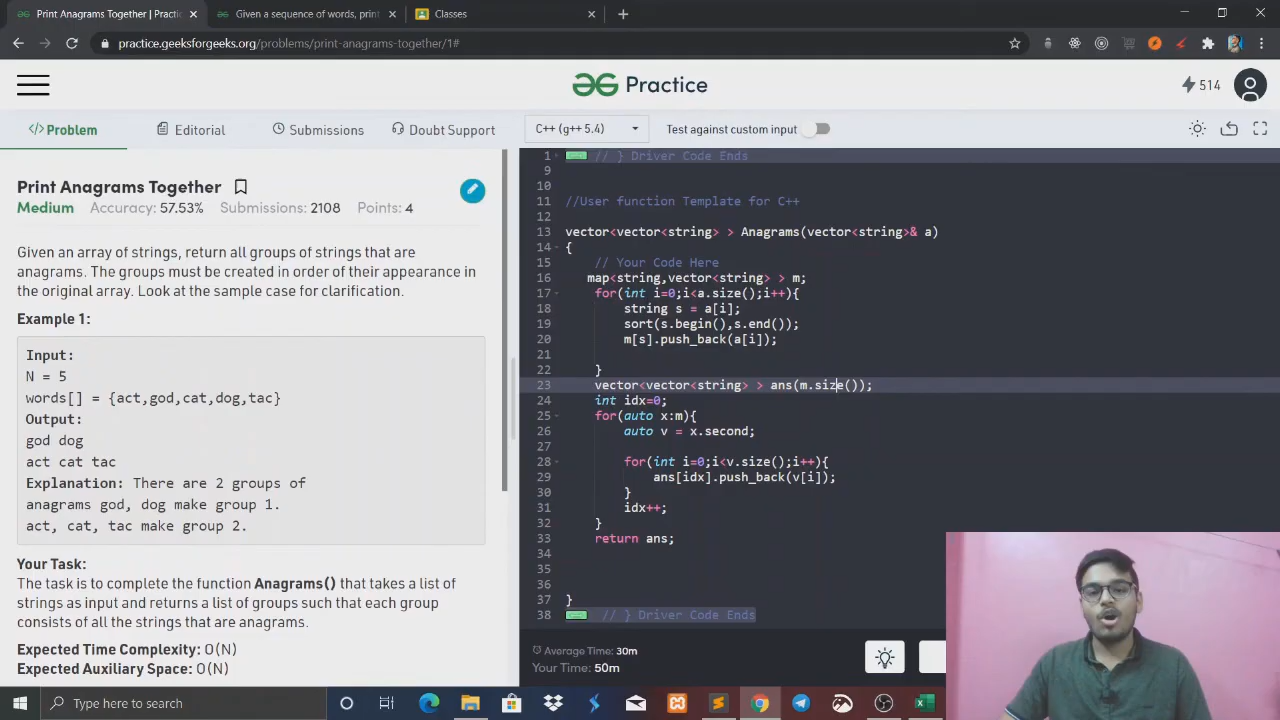 Print Anagrams Together | Practi
Given a sequence of words, print
Classes
practice.geeksforgeeks.org/problems/print-anagrams-together/1#
Practice
514
</>Problem
Editorial
Submissions
Doubt Support
C++ (g++ 5.4)
Test against custom input
Print Anagrams Together
Medium Accuracy: 57.53% Submissions: 2108 Points: 4
Given an array of strings, return all groups of strings that are
anagrams. The groups must be created in order of their appearance in
the original array. Look at the sample case for clarification.
Example 1:
Input:
N = 5
words[] = {act,god,cat,dog,tac}
Output:
god dog
act cat tac
Explanation: There are 2 groups of
anagrams god, dog make group 1.
act, cat, tac make group 2.
Your Task:
The task is to complete the function Anagrams() that takes a list of
strings as input and returns a list of groups such that each group
consists of all the strings that are anagrams.
Expected Time Complexity: O(N)
Expected Auxiliary Space: O(N)
1 // } Driver Code Ends
9
10
11 //User function Template for C++
12
13 vector<vector<string> > Anagrams(vector<string>& a)
14 {
15 // Your Code Here
16 map<string,vector<string> > m;
17 for(int i=0;i<a.size();i++){
18 string s = a[i];
19 sort(s.begin(),s.end());
20 m[s].push_back(a[i]);
21
22 }
23 vector<vector<string> > ans(m.size());
24 int idx=0;
25 for(auto x:m){
26 auto v = x.second;
27
28 for(int i=0;i<v.size();i++){
29 ans[idx].push_back(v[i]);
30 }
31 idx++;
32 }
33 return ans;
34
35
36
37 }
38 // } Driver Code Ends
Average Time: 30m
Your Time: 50m
Type here to search